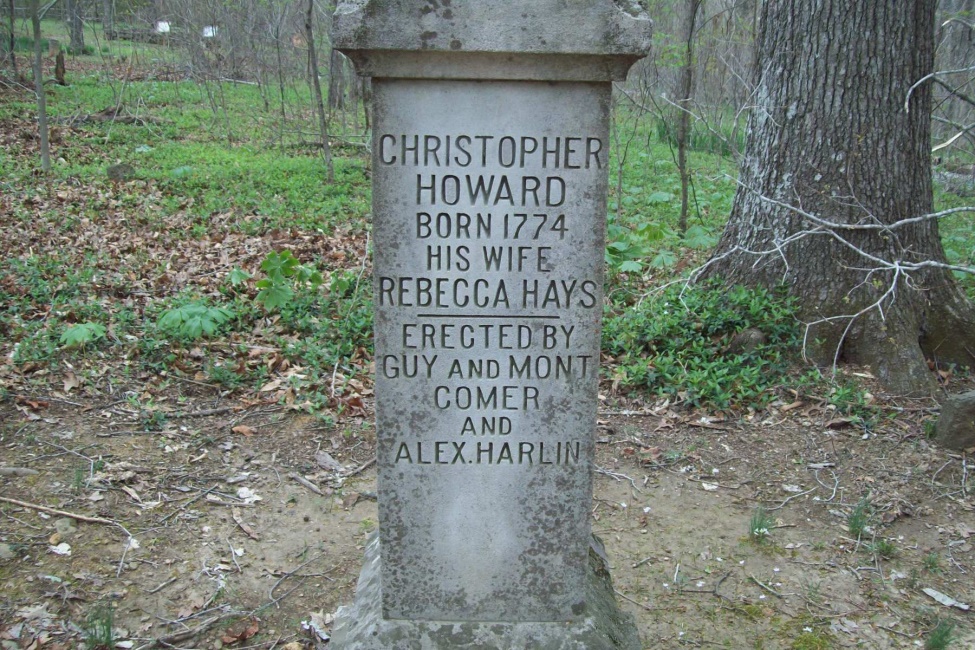 CHRISTOPHER
HOWARD
BORN 1774
HIS WIFE
REBECCA HAYS
ERECTED BY
GUY AND MONT
COMER
AND
ALEX. HARLIN